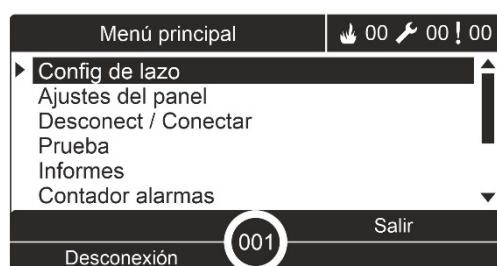 Menú principal
00 00 ! 00
Config de lazo
Ajustes del panel
Desconect / Conectar
Prueba
Informes
Contador alarmas
Salir
001
Desconexión